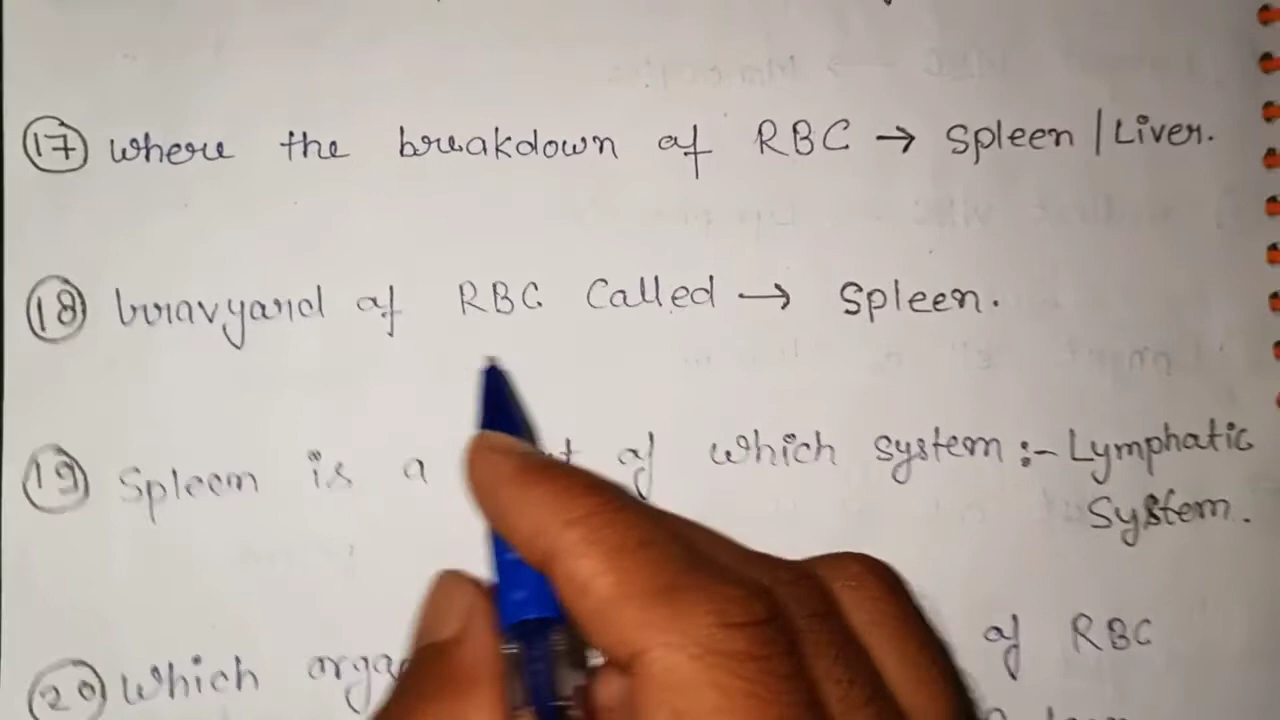 17 where the breakdown of RBC → Spleen / Liver.
18 Gravyard of RBC Called → Spleen.
19 Spleen is a of which system :- Lymphatic
System.
20 Which of RBC